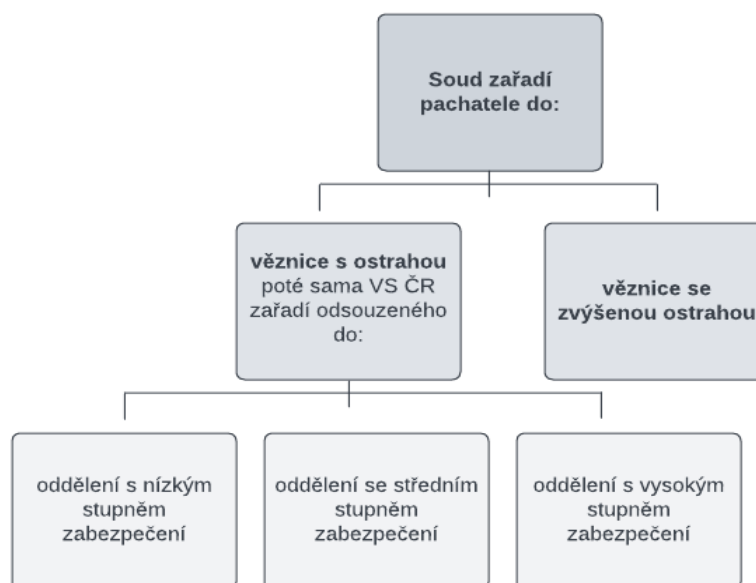 Soud zařadí
pachatele do:
věznice s ostrahou
poté sama VS ČR
zařadí odsouzeného
do:
věznice se
zvýšenou ostrahou
oddělení s nízkým
stupněm
zabezpečení
oddělení se středním
stupněm
zabezpečení
oddělení s vysokým
stupněm
zabezpečení